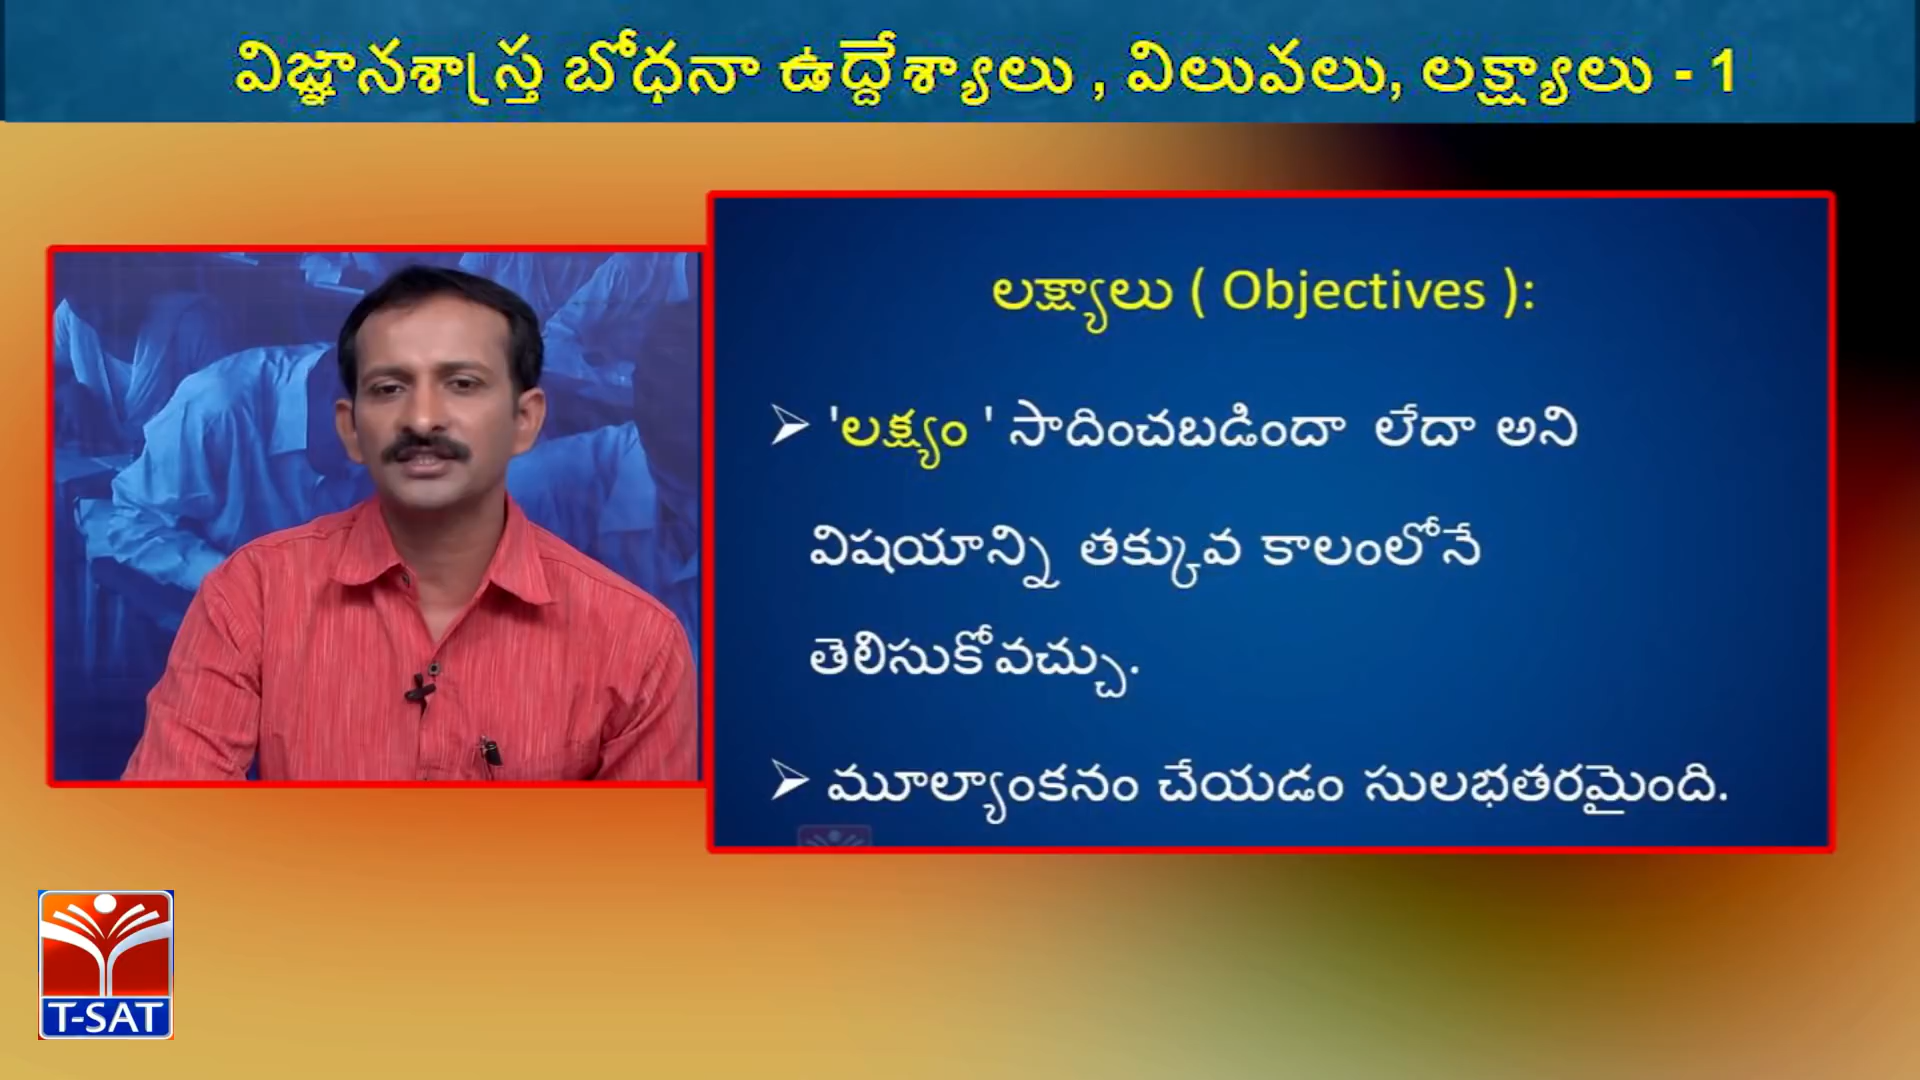 విజ్ఞానశాస్త్ర బోధనా ఉద్దేశ్యాలు , విలువలు, లక్ష్యాలు - 1
లక్ష్యాలు ( Objectives ):
➢ 'లక్ష్యం ' సాదించబడిందా లేదా అని
విషయాన్ని తక్కువ కాలంలోనే
తెలిసుకోవచ్చు.
➢ మూల్యాంకనం చేయడం సులభతరమైంది.
T-SAT